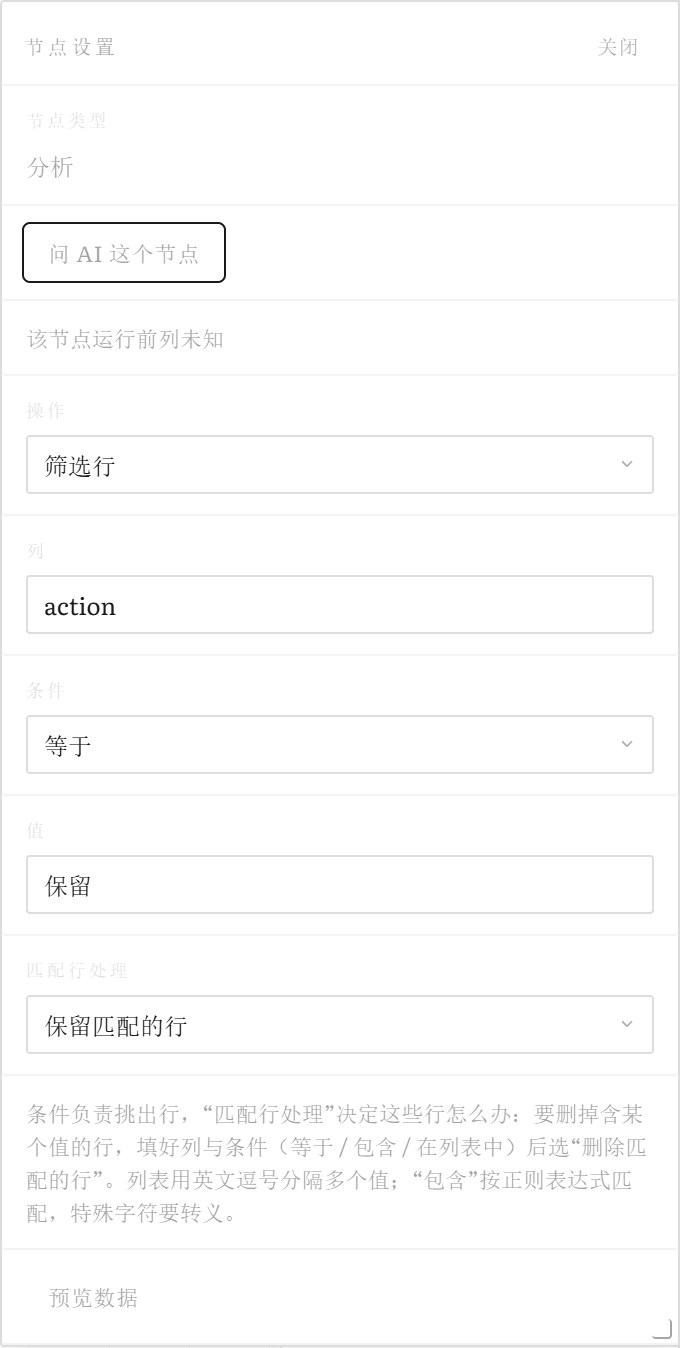 节点设置 关闭
节点类型
分析
问 AI 这个节点
该节点运行前列未知
操作
筛选行
列
action
条件
等于
值
保留
匹配行处理
保留匹配的行
条件负责挑出行，“匹配行处理”决定这些行怎么办：要删掉含某
个值的行，填好列与条件（等于 / 包含 / 在列表中）后选“删除匹
配的行”。列表用英文逗号分隔多个值；“包含”按正则表达式匹
配，特殊字符要转义。
预览数据